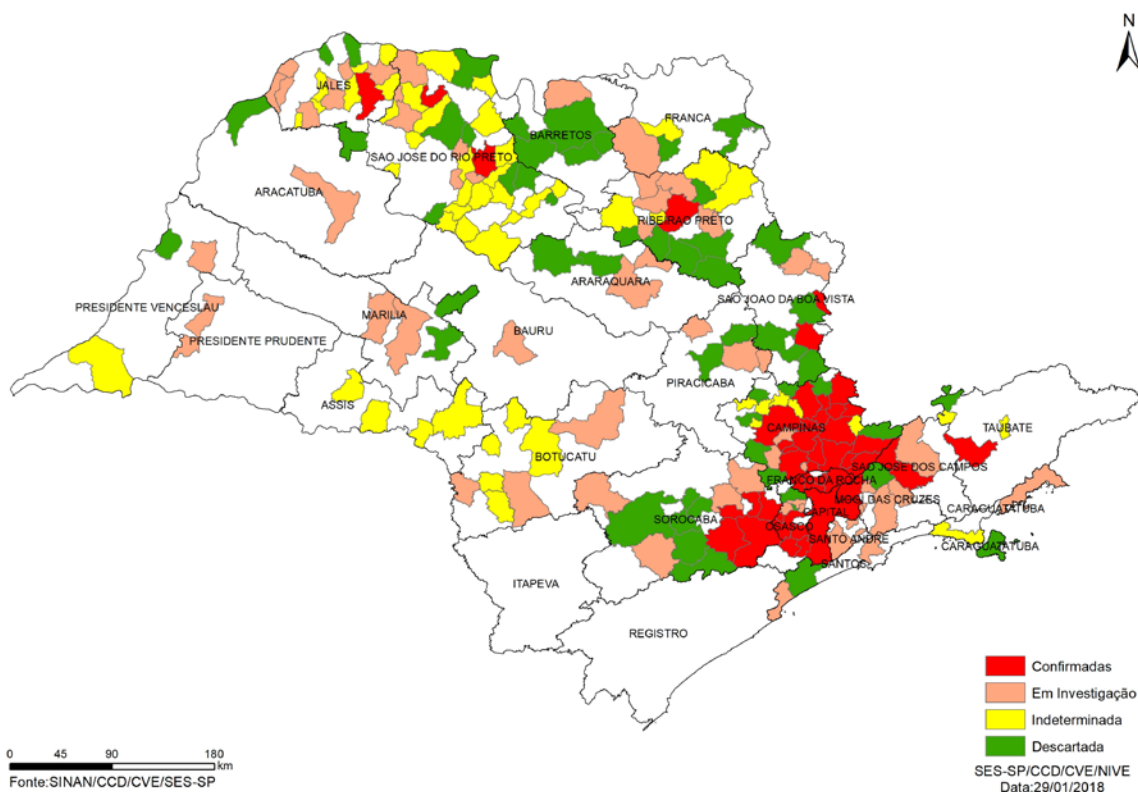 N
JALES
FRANCA
BARRETOS
SAO JOSE DO RIO PRETO
ARACATUBA
RIBEIRAO PRETO
ARARAQUARA
SAO JOAO DA BOA VISTA
PRESIDENTE VENCESLAU
MARILIA
BAURU
PRESIDENTE PRUDENTE
PIRACICABA
ASSIS
CAMPINAS
TAUBATE
BOTUCATU
SAO JOSE DOS CAMPOS
FRANCO DA ROCHA
MOGI DAS CRUZES
CARAGUATATUBA
SOROCABA
CAPITAL
OSASCO
SANTO ANDRE
CARAGUATATUBA
SANTOS
ITAPEVA
REGISTRO
Confirmadas
Em Investigação
Indeterminada
Descartada
0 45 90 180
km
Fonte:SINAN/CCD/CVE/SES-SP
SES-SP/CCD/CVE/NIVE
Data:29/01/2018